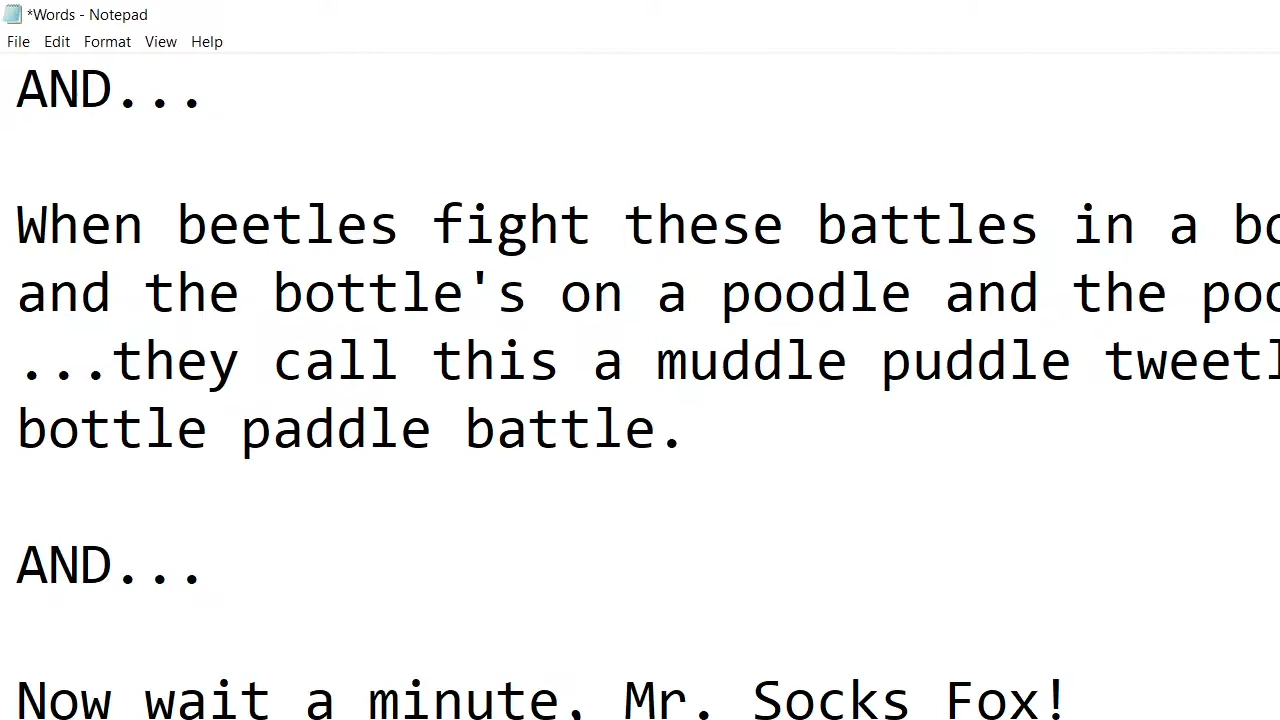 *Words - Notepad
File Edit Format View Help
AND...
When beetles fight these battles in a
and the bottle's on a poodle and the
...they call this a muddle puddle
bottle paddle battle.
AND...
Now wait a minute, Mr. Socks Fox!